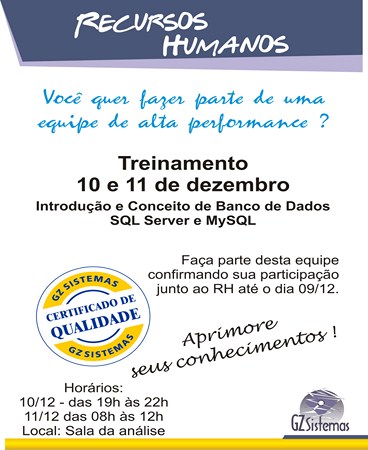 RECURSOS
HUMANOS
Você quer fazer parte de uma
equipe de alta performance ?
Treinamento
10 e 11 de dezembro
Introdução e Conceito de Banco de Dados
SQL Server e MySQL
Faça parte desta equipe
confirmando sua participação
junto ao RH até o dia 09/12.
GZ SISTEMAS
CERTIFICADO DE
QUALIDADE
GZ SISTEMAS
Aprimore
seus conhecimentos !
Horários:
10/12 - das 19h às 22h
11/12 das 08h às 12h
Local: Sala da análise
GZ Sistemas